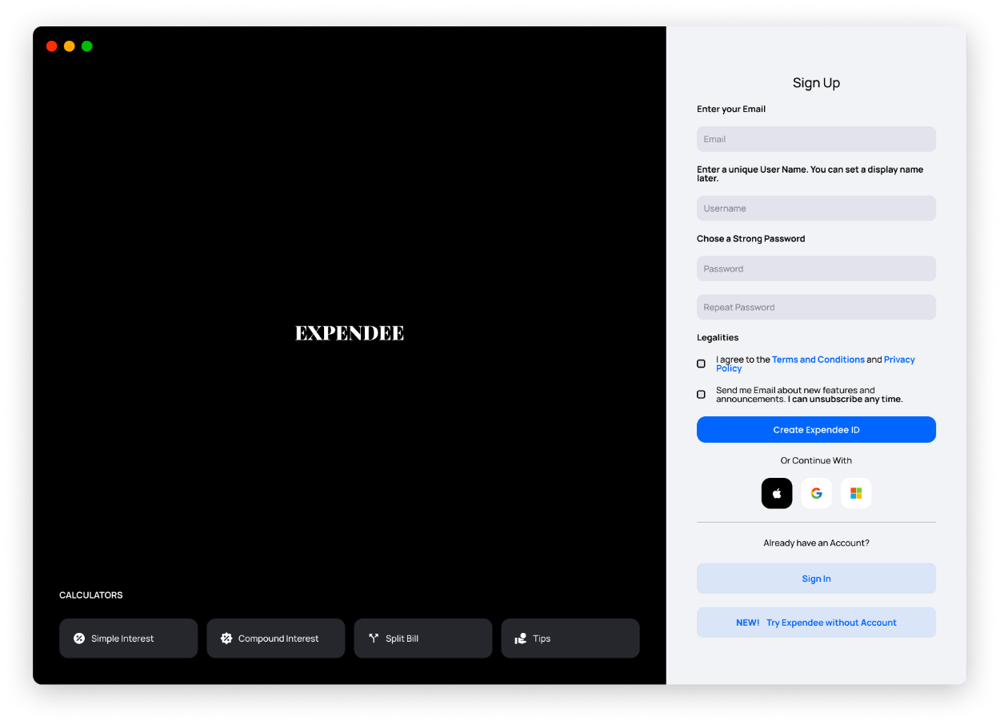 EXPENDEE
CALCULATORS
Simple Interest
Compound Interest
Split Bill
Tips
Sign Up
Enter your Email
Email
Enter a unique User Name. You can set a display name
later.
Username
Chose a Strong Password
Password
Repeat Password
Legalities
I agree to the Terms and Conditions and Privacy
Policy
Send me Email about new features and
announcements. I can unsubscribe any time.
Create Expendee ID
Or Continue With
Already have an Account?
Sign In
NEW! Try Expendee without Account